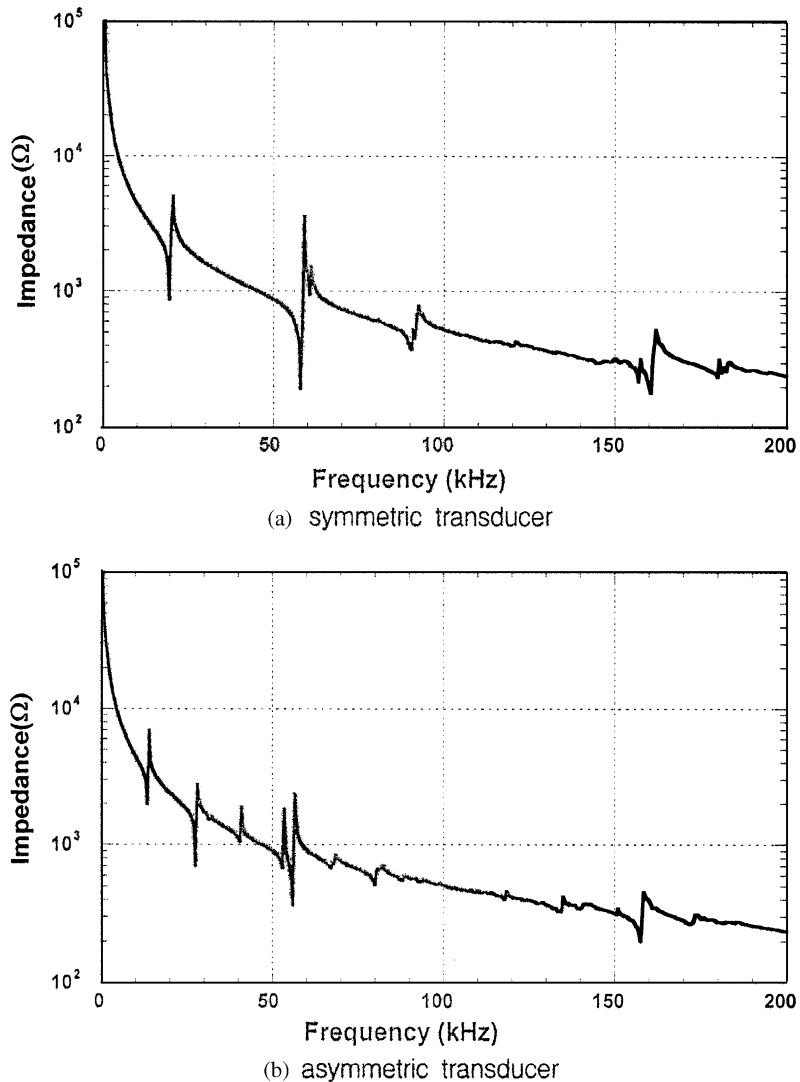 10^5
10^4
10^3
10^2
Impedance(Ω)
0 50 100 150 200
Frequency (kHz)
(a) symmetric transducer
10^5
10^4
10^3
10^2
Impedance(Ω)
0 50 100 150 200
Frequency (kHz)
(b) asymmetric transducer